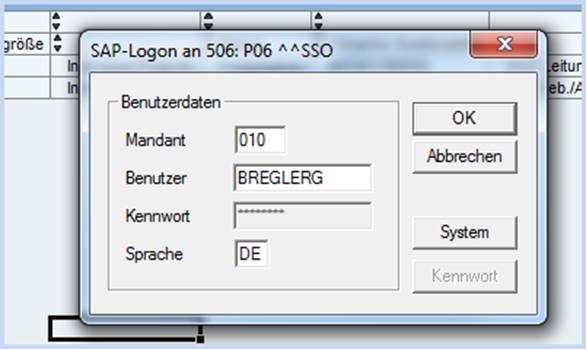 größe
SAP-Logon an 506: P06 ^^SSO
In
In
eb./A
Benutzerdaten
Mandant 010
Benutzer BREGLERG
Kennwort ********
Sprache DE
OK
Abbrechen
System
Kennwort